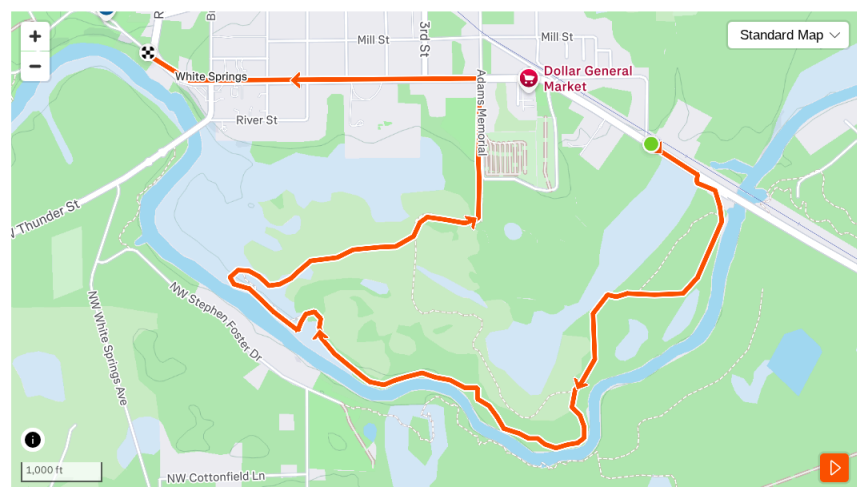 +
Standard Map
3rd St
Mill St
Mill St
White Springs
Dollar General
Market
Adams Memorial
River St
Thunder St
NW Stephen Foster Dr
NW White Springs Ave
1,000 ft
NW Cottonfield Ln